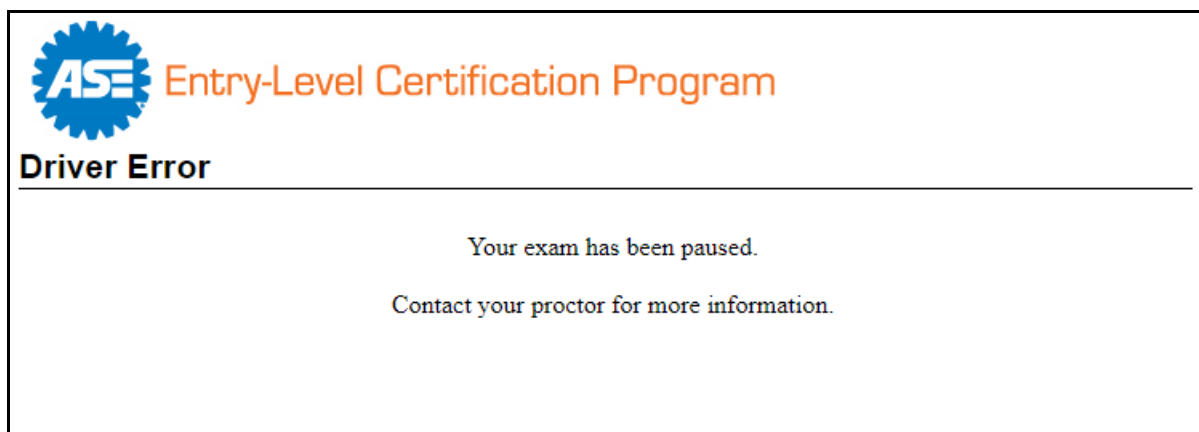 ASE Entry-Level Certification Program
Driver Error
Your exam has been paused.
Contact your proctor for more information.